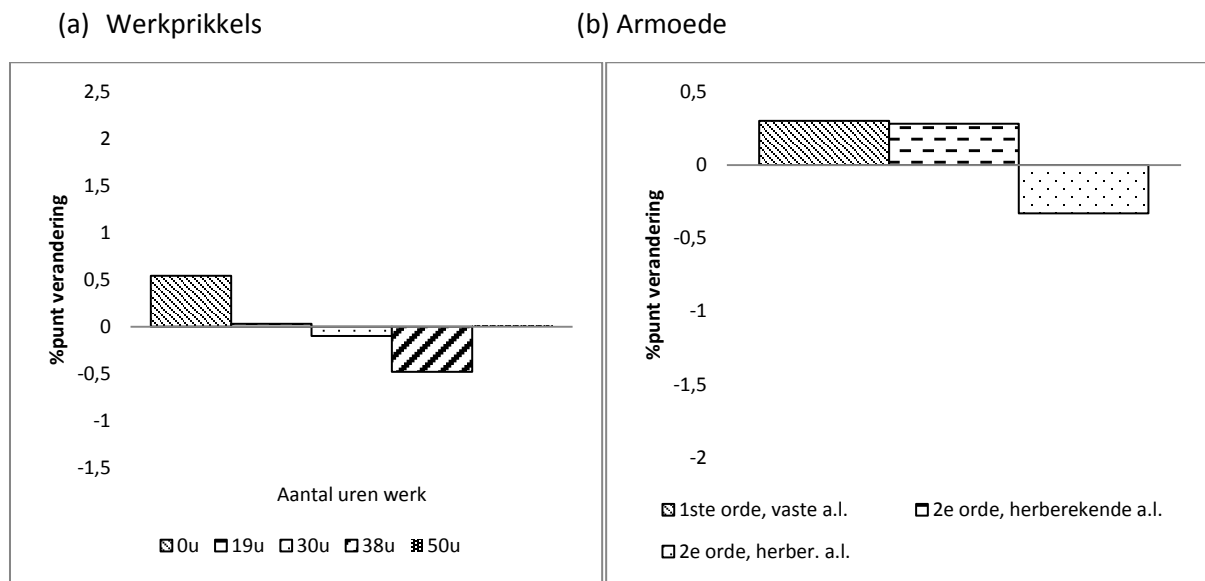 (a) Werkprikkels
(b) Armoede
2,5
2
1,5
1
0,5
0
-0,5
-1
-1,5
%punt verandering
Aantal uren werk
0u 19u 30u 38u 50u
0,5
0
-0,5
-1
-1,5
-2
%punt verandering
1ste orde, vaste a.l.
2e orde, herberekende a.l.
2e orde, herber. a.l.